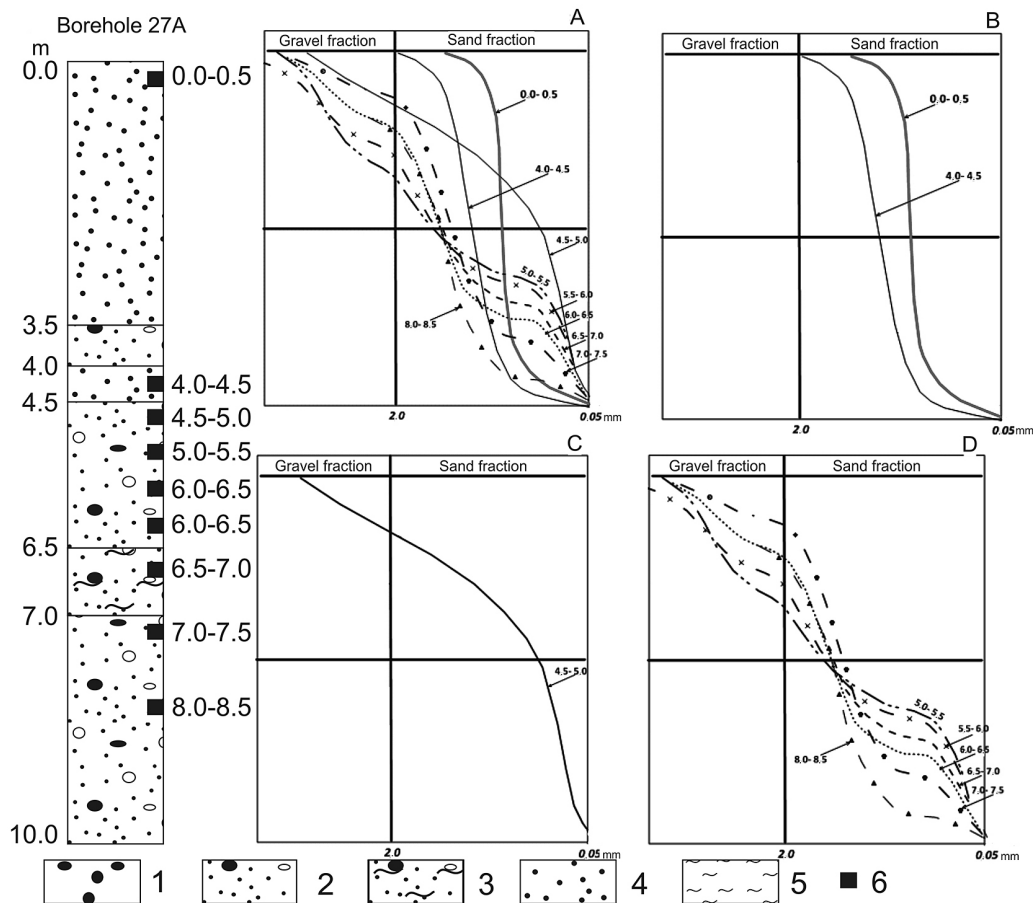 Borehole 27A
m
0.0
3.5
4.0
4.5
6.5
7.0
10.0
0.0–0.5
4.0–4.5
4.5–5.0
5.0–5.5
6.0–6.5
6.0–6.5
6.5–7.0
7.0–7.5
8.0–8.5
A
Gravel fraction Sand fraction
0.0-0.5
4.0-4.5
4.5-5.0
5.0-5.5
5.5-6.0
6.0-6.5
6.5-7.0
7.0-7.5
8.0-8.5
2.0 0.05 mm
B
Gravel fraction Sand fraction
0.0-0.5
4.0-4.5
2.0 0.05 mm
C
Gravel fraction Sand fraction
4.5-5.0
2.0 0.05 mm
D
Gravel fraction Sand fraction
5.0-5.5
5.5-6.0
6.0-6.5
6.5-7.0
7.0-7.5
8.0-8.5
2.0 0.05 mm
1 2 3 4 5 6